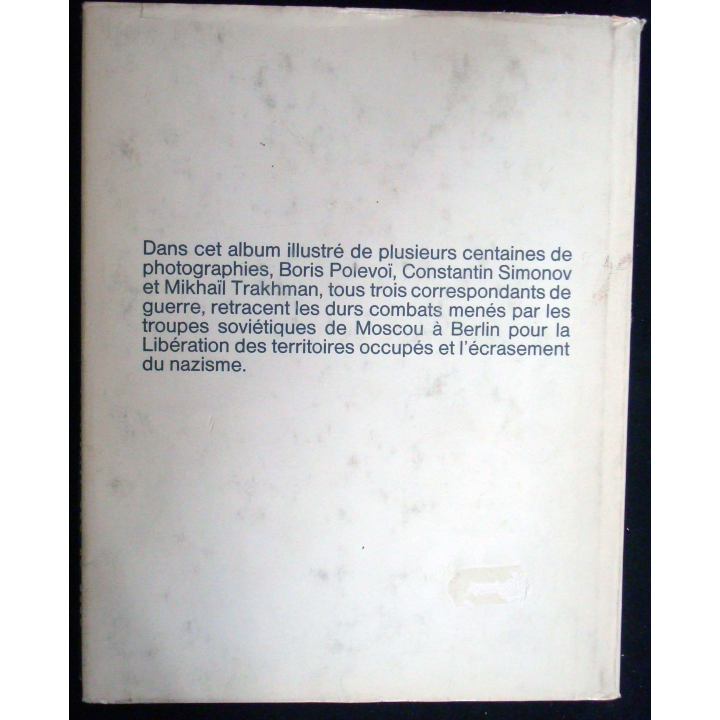 Dans cet album illustré de plusieurs centaines de
photographies, Boris Polevoï, Constantin Simonov
et Mikhaïl Trakhman, tous trois correspondants de
guerre, retracent les durs combats menés par les
troupes soviétiques de Moscou à Berlin pour la
Libération des territoires occupés et l'écrasement
du nazisme.